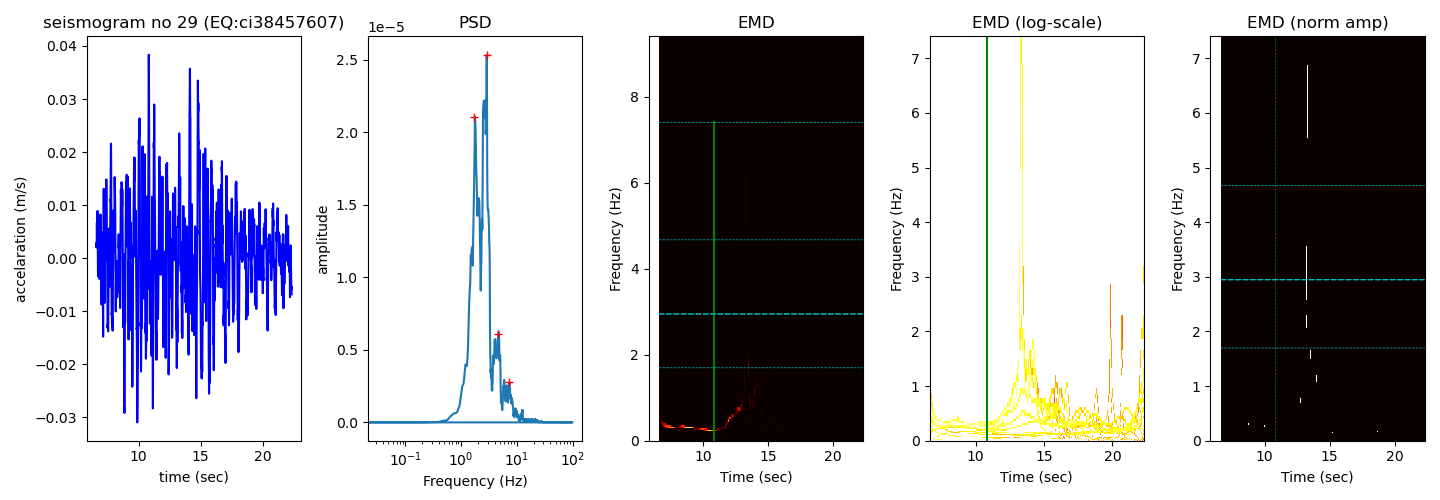 seismogram no 29 (EQ:ci38457607)
accelaration (m/s)
0.04
0.03
0.02
0.01
0.00
−0.01
−0.02
−0.03
10 15 20
time (sec)
PSD
1e−5
amplitude
2.5
2.0
1.5
1.0
0.5
0.0
10⁻¹ 10⁰ 10¹ 10²
Frequency (Hz)
EMD
Frequency (Hz)
8
6
4
2
0
10 15 20
Time (sec)
EMD (log-scale)
Frequency (Hz)
7
6
5
4
3
2
1
0
10 15 20
Time (sec)
EMD (norm amp)
Frequency (Hz)
7
6
5
4
3
2
1
0
10 15 20
Time (sec)